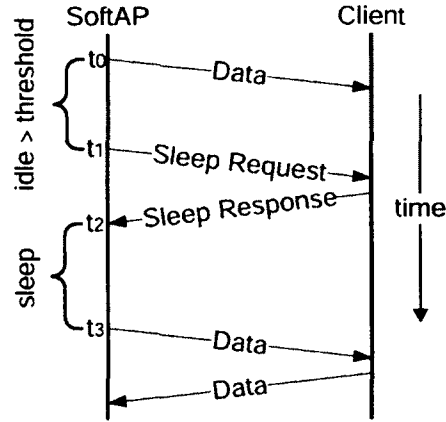 SoftAP
Client
t0
Data
idle > threshold
t1
Sleep Request
Sleep Response
time
t2
sleep
t3
Data
Data